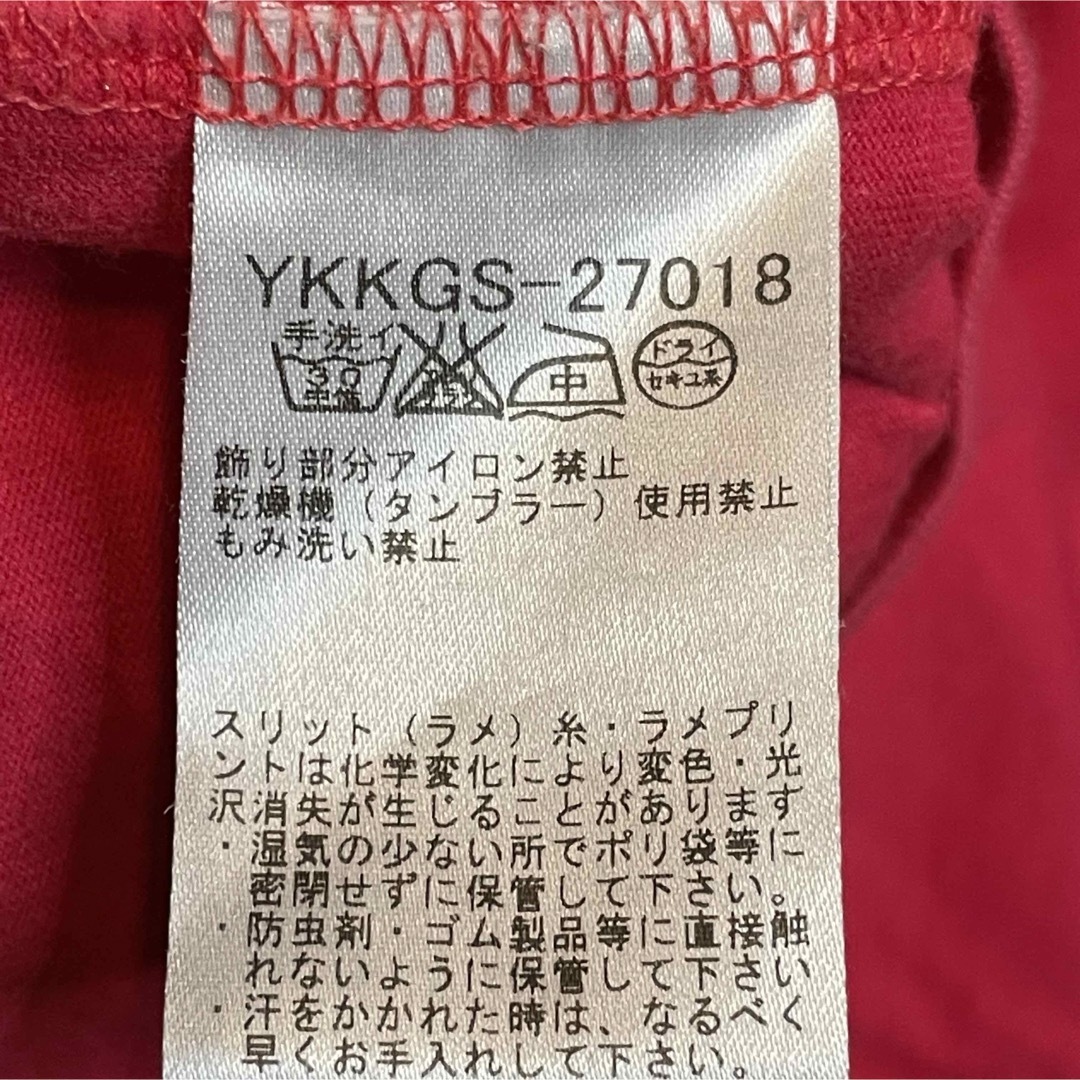 YKKGS-27018
手洗イ
30
中性
中
ドライ
セキユ系
飾り部分アイロン禁止
乾燥機(タンブラー)使用禁止
もみ洗い禁止
スリット(ラメ)糸・ラメプリ
ントは化学変化により変色・光
沢消失が生じることがあります
・湿気の少ない所でポリ袋等に
密閉せず保管して下さい。
・防虫剤・ゴム製品等に直接触
れないように保管し下さい
・汗をかかれた時は、なるべく
早くお手入れして下さい。